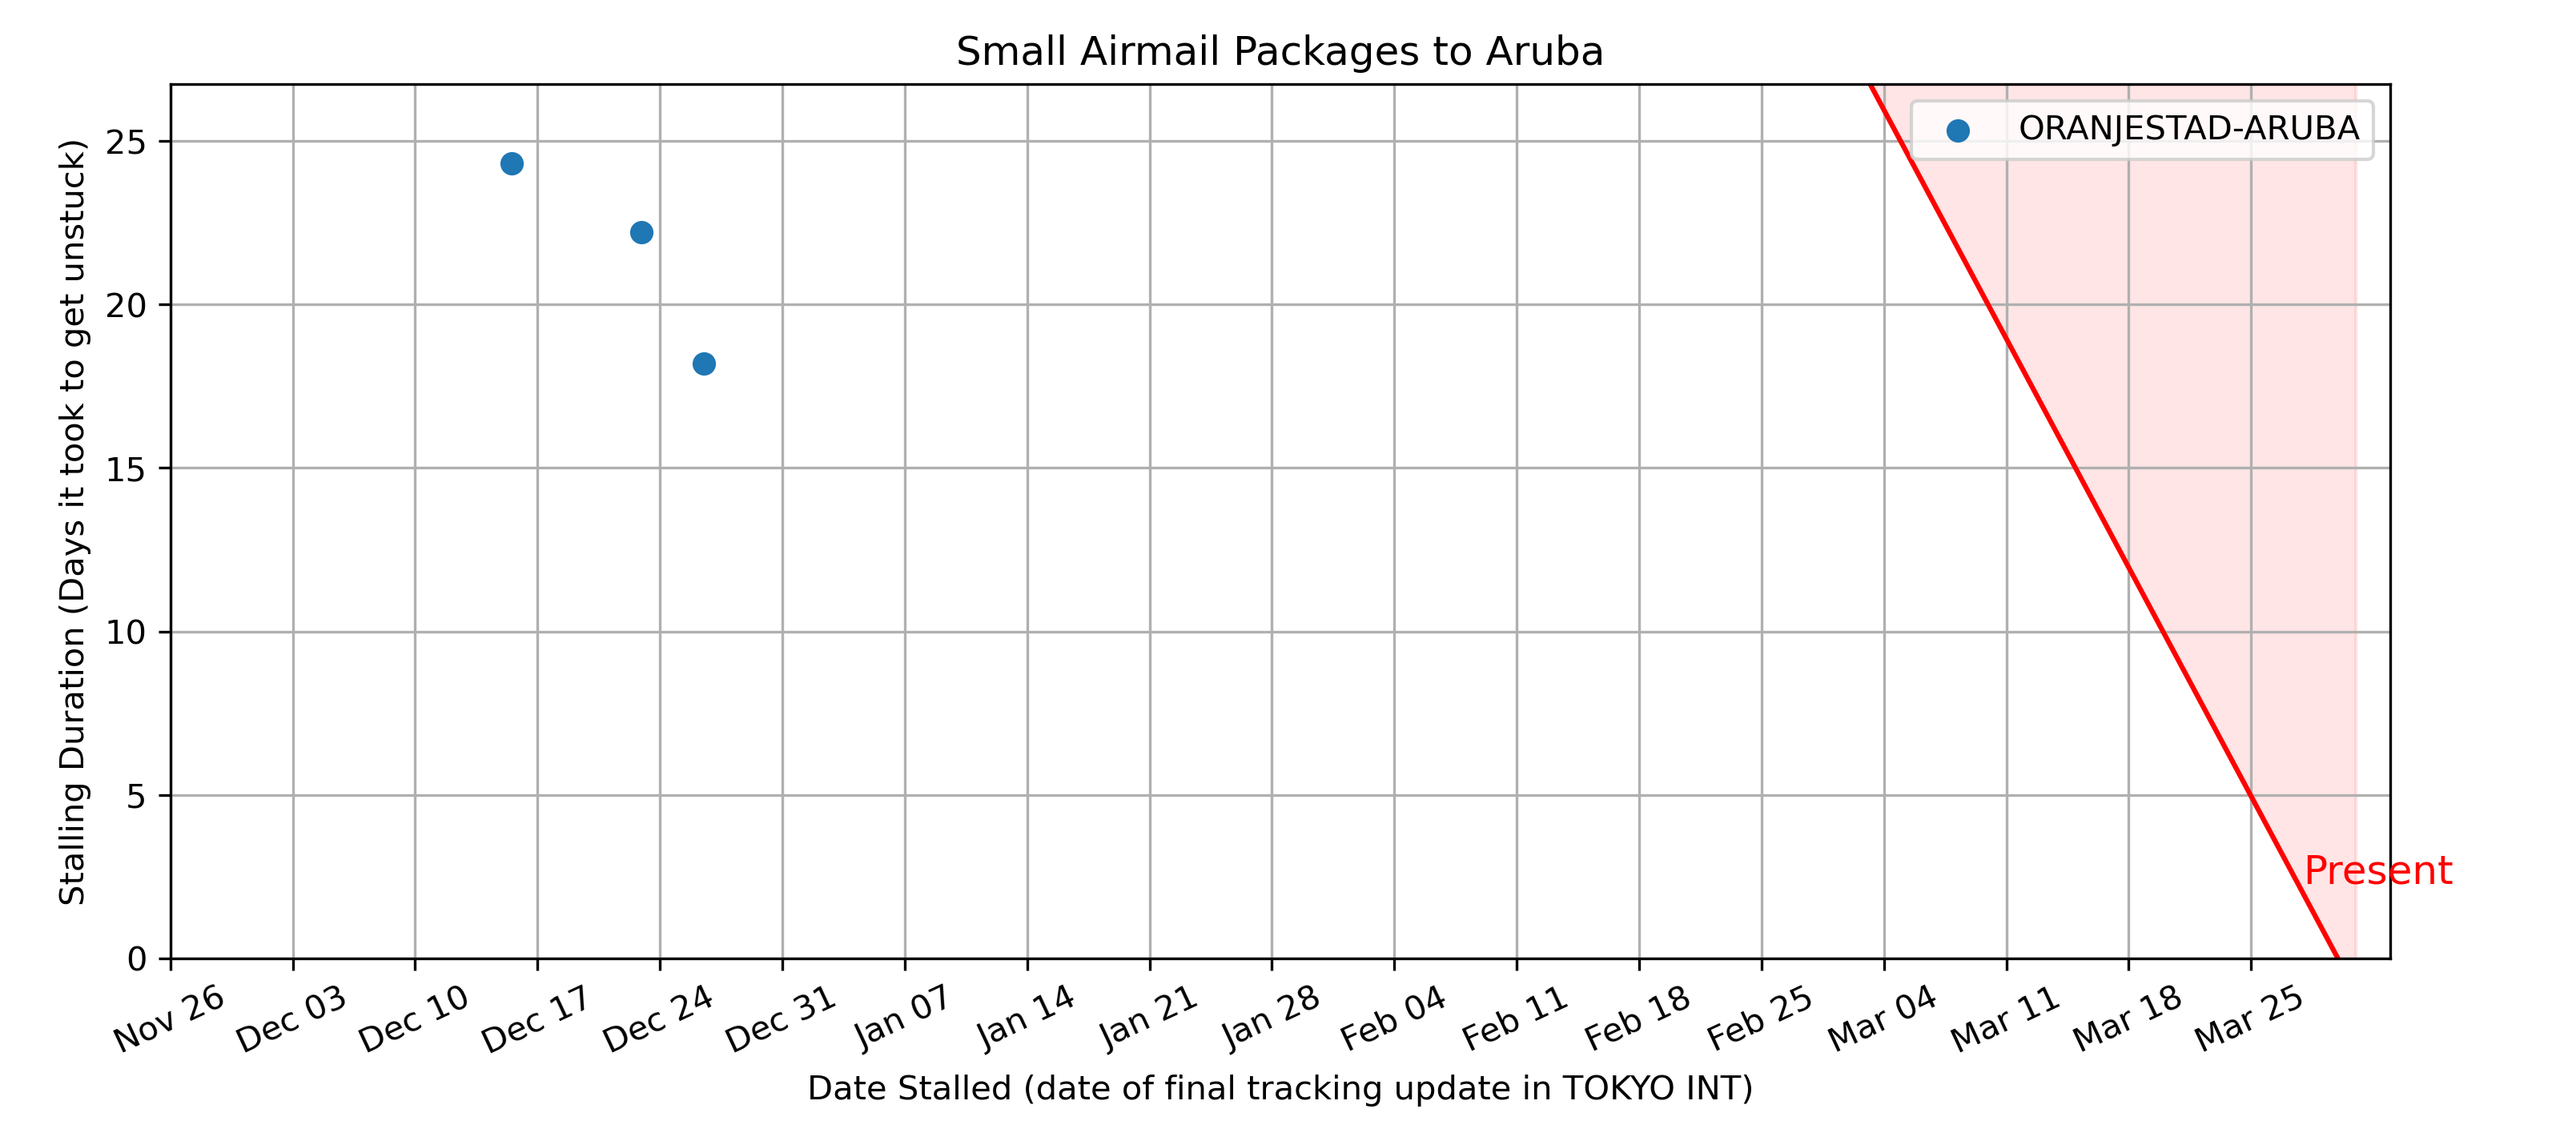 Small Airmail Packages to Aruba
ORANJESTAD-ARUBA
Stalling Duration (Days it took to get unstuck)
25
20
15
10
5
0
Present
Nov 26 Dec 03 Dec 10 Dec 17 Dec 24 Dec 31 Jan 07 Jan 14 Jan 21 Jan 28 Feb 04 Feb 11 Feb 18 Feb 25 Mar 04 Mar 11 Mar 18 Mar 25
Date Stalled (date of final tracking update in TOKYO INT)